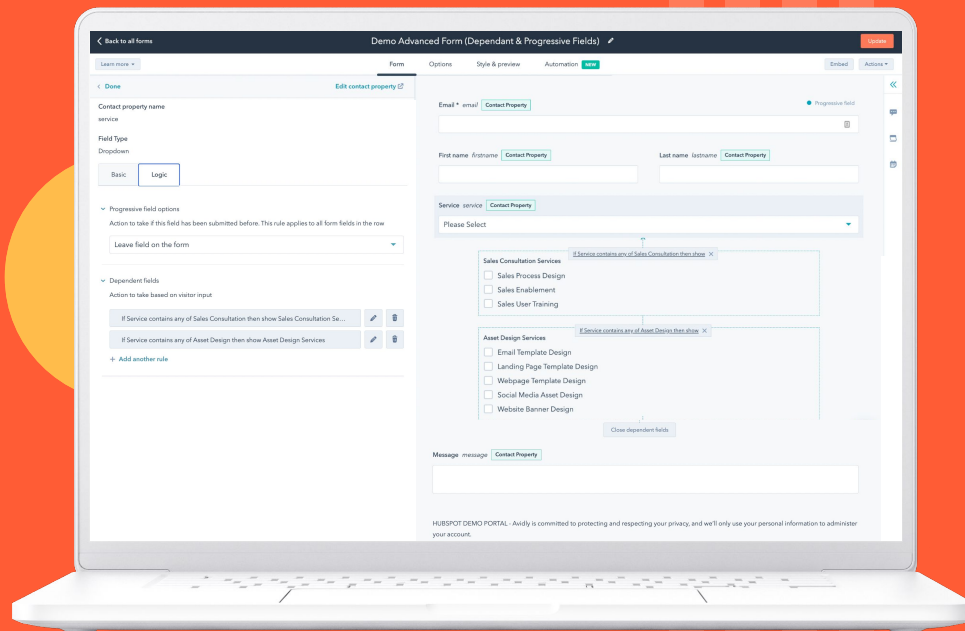 Back to all forms
Demo Advanced Form (Dependant & Progressive Fields)
Update
Learn more
Form
Options
Style & preview
Automation NEW
Embed
Actions
Done
Edit contact property
Contact property name
service
Field Type
Dropdown
Basic
Logic
Progressive field options
Action to take if this field has been submitted before. This rule applies to all form fields in the row
Leave field on the form
Dependent fields
Action to take based on visitor input
If Service contains any of Sales Consultation then show Sales Consultation Se...
If Service contains any of Asset Design then show Asset Design Services
+ Add another rule
Email * email Contact Property
Progressive field
First name firstname Contact Property
Last name lastname Contact Property
Service service Contact Property
Please Select
If Service contains any of Sales Consultation then show
Sales Consultation Services
Sales Process Design
Sales Enablement
Sales User Training
If Service contains any of Asset Design then show
Asset Design Services
Email Template Design
Landing Page Template Design
Webpage Template Design
Social Media Asset Design
Website Banner Design
Close dependent fields
Message message Contact Property
HUBSPOT DEMO PORTAL - Avidly is committed to protecting and respecting your privacy, and we'll only use your personal information to administer
your account.